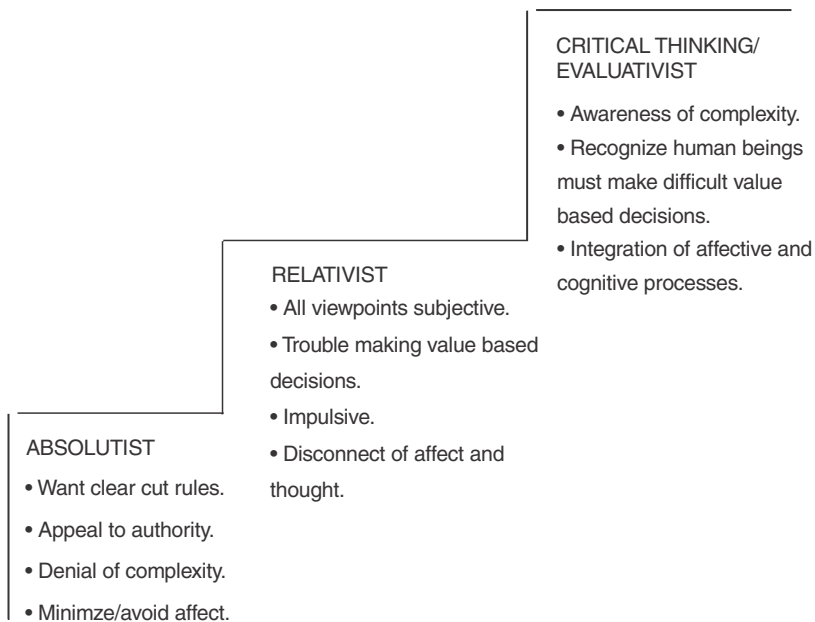 CRITICAL THINKING/
EVALUATIVIST
• Awareness of complexity.
• Recognize human beings
must make difficult value
based decisions.
• Integration of affective and
cognitive processes.
RELATIVIST
• All viewpoints subjective.
• Trouble making value based
decisions.
• Impulsive.
• Disconnect of affect and
thought.
ABSOLUTIST
• Want clear cut rules.
• Appeal to authority.
• Denial of complexity.
• Minimze/avoid affect.